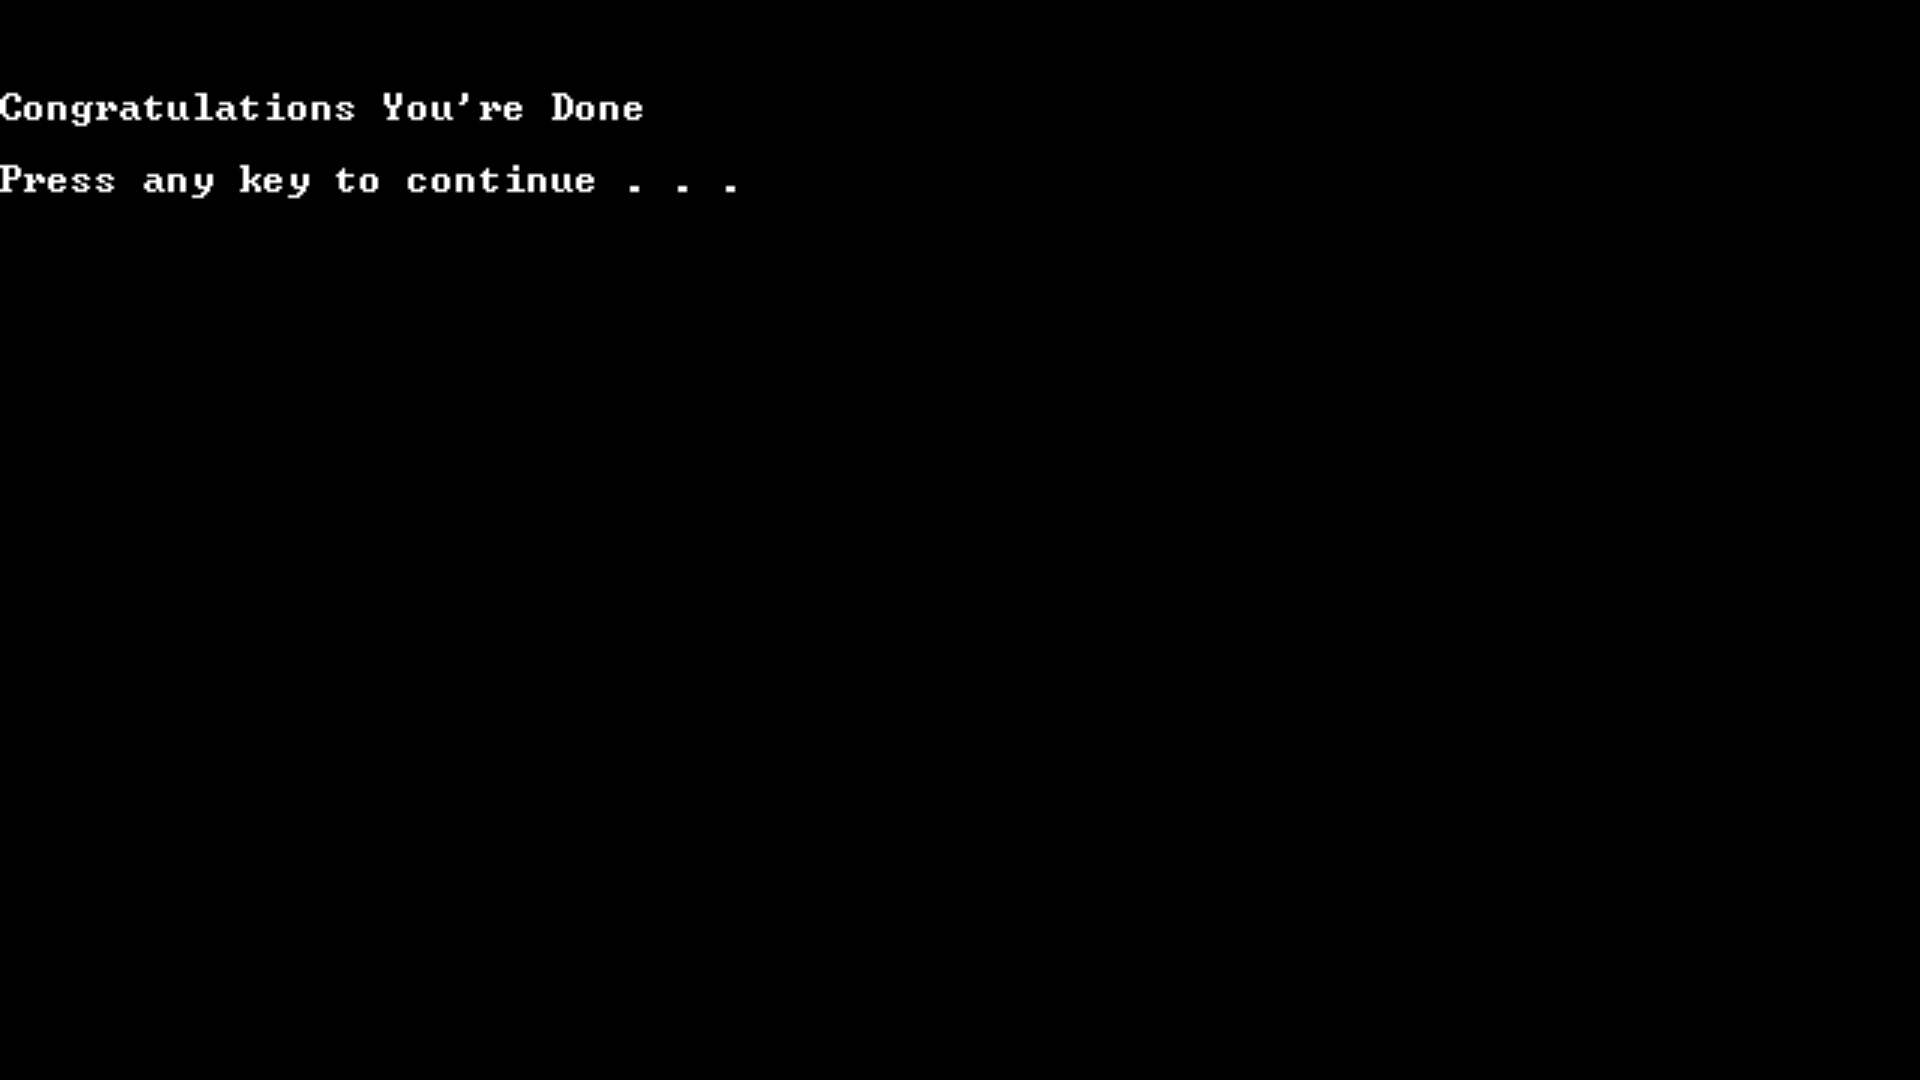 Congratulations You're Done
Press any key to continue . . .